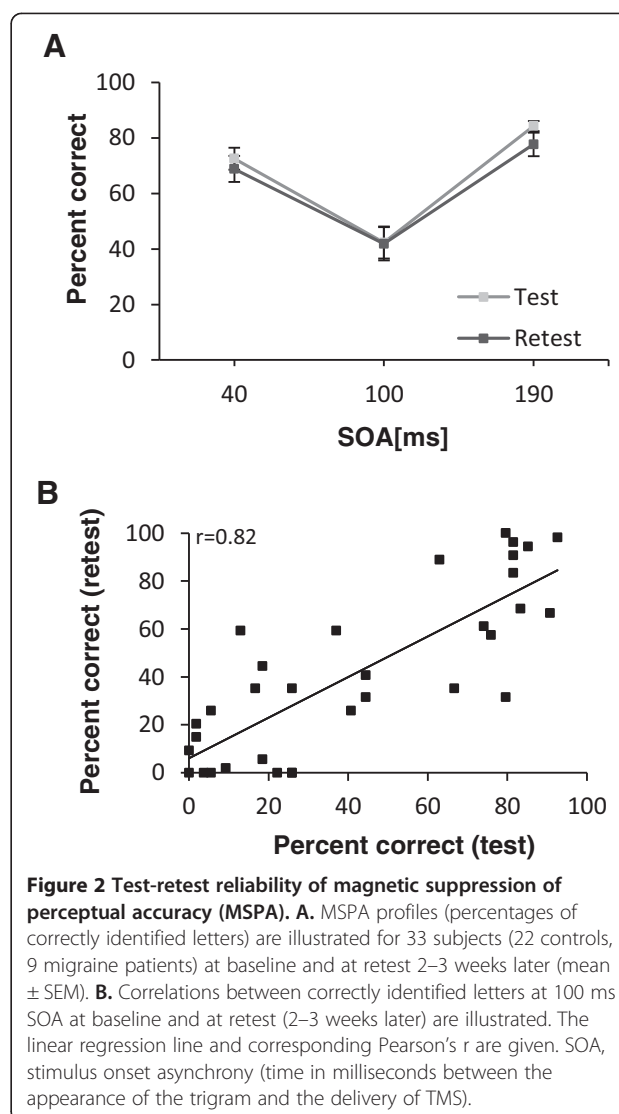 A
100
80
60
40
20
0
Percent correct
Test
Retest
40 100 190
SOA[ms]
B
r=0.82
100
80
60
40
20
0
Percent correct (retest)
0 20 40 60 80 100
Percent correct (test)
Figure 2 Test-retest reliability of magnetic suppression of
perceptual accuracy (MSPA). A. MSPA profiles (percentages of
correctly identified letters) are illustrated for 33 subjects (22 controls,
9 migraine patients) at baseline and at retest 2–3 weeks later (mean
± SEM). B. Correlations between correctly identified letters at 100 ms
SOA at baseline and at retest (2–3 weeks later) are illustrated. The
linear regression line and corresponding Pearson's r are given. SOA,
stimulus onset asynchrony (time in milliseconds between the
appearance of the trigram and the delivery of TMS).